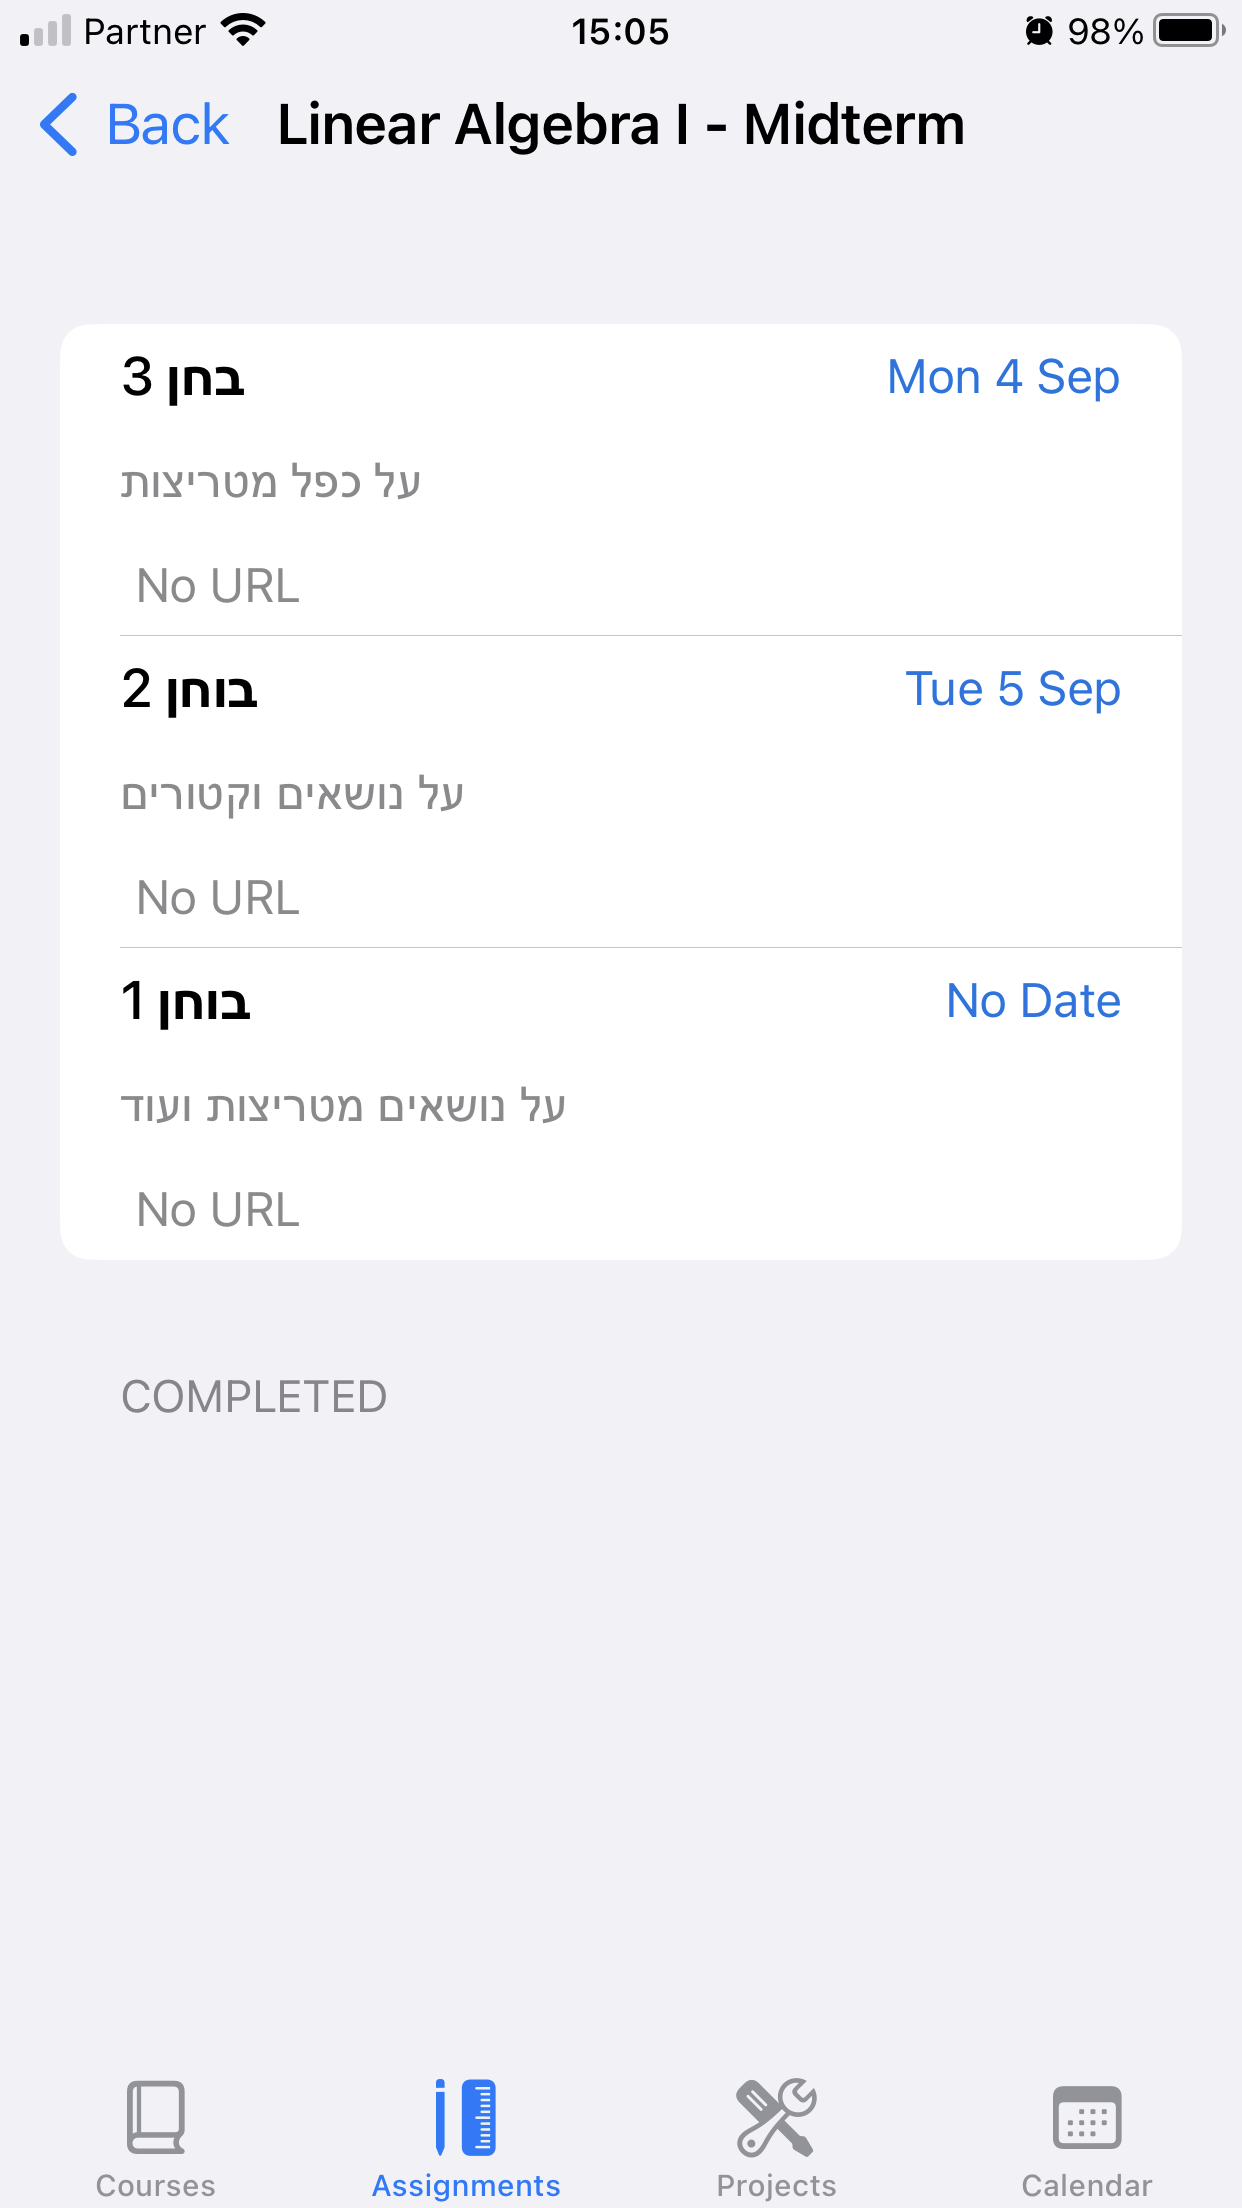 Partner 15:05 98%
Back Linear Algebra I - Midterm
בחן 3 Mon 4 Sep
על כפל מטריצות
No URL
בוחן 2 Tue 5 Sep
על נושאים וקטורים
No URL
בוחן 1 No Date
על נושאים מטריצות ועוד
No URL
COMPLETED
Courses Assignments Projects Calendar